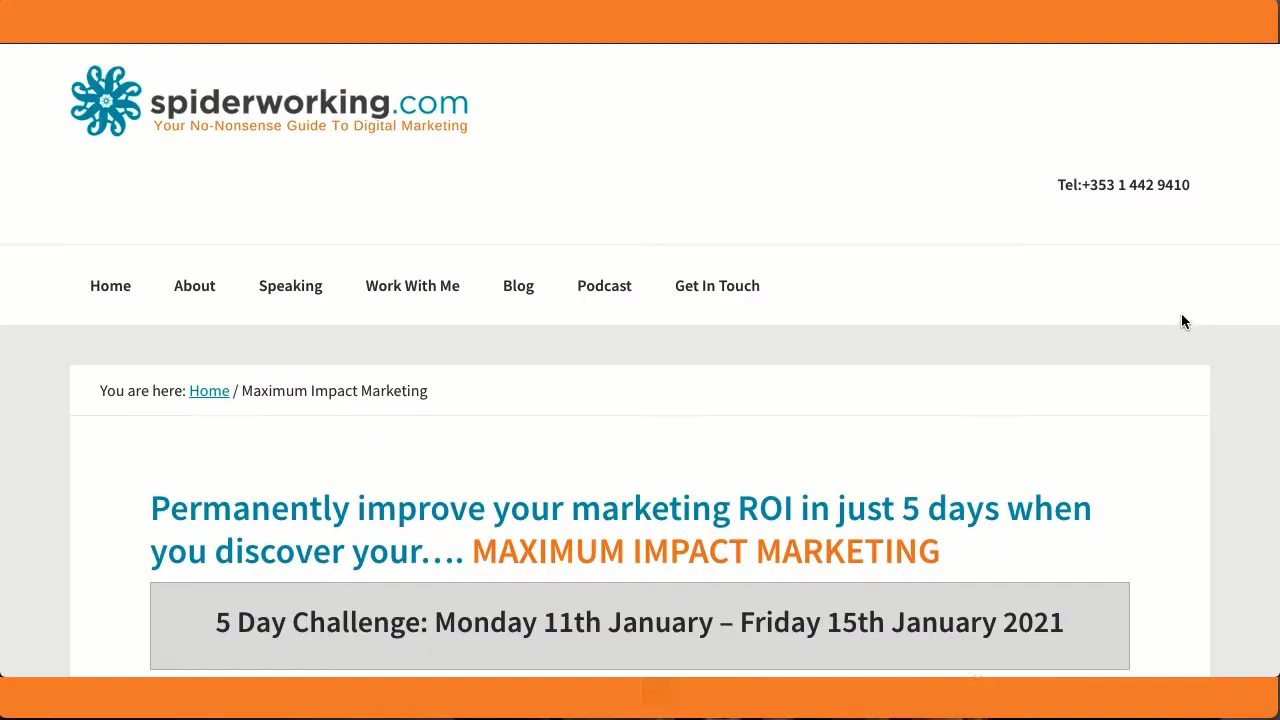 spiderworking.com
Your No-Nonsense Guide To Digital Marketing
Tel:+353 1 442 9410
Home About Speaking Work With Me Blog Podcast Get In Touch
You are here: Home / Maximum Impact Marketing
Permanently improve your marketing ROI in just 5 days when
you discover your…. MAXIMUM IMPACT MARKETING
5 Day Challenge: Monday 11th January – Friday 15th January 2021